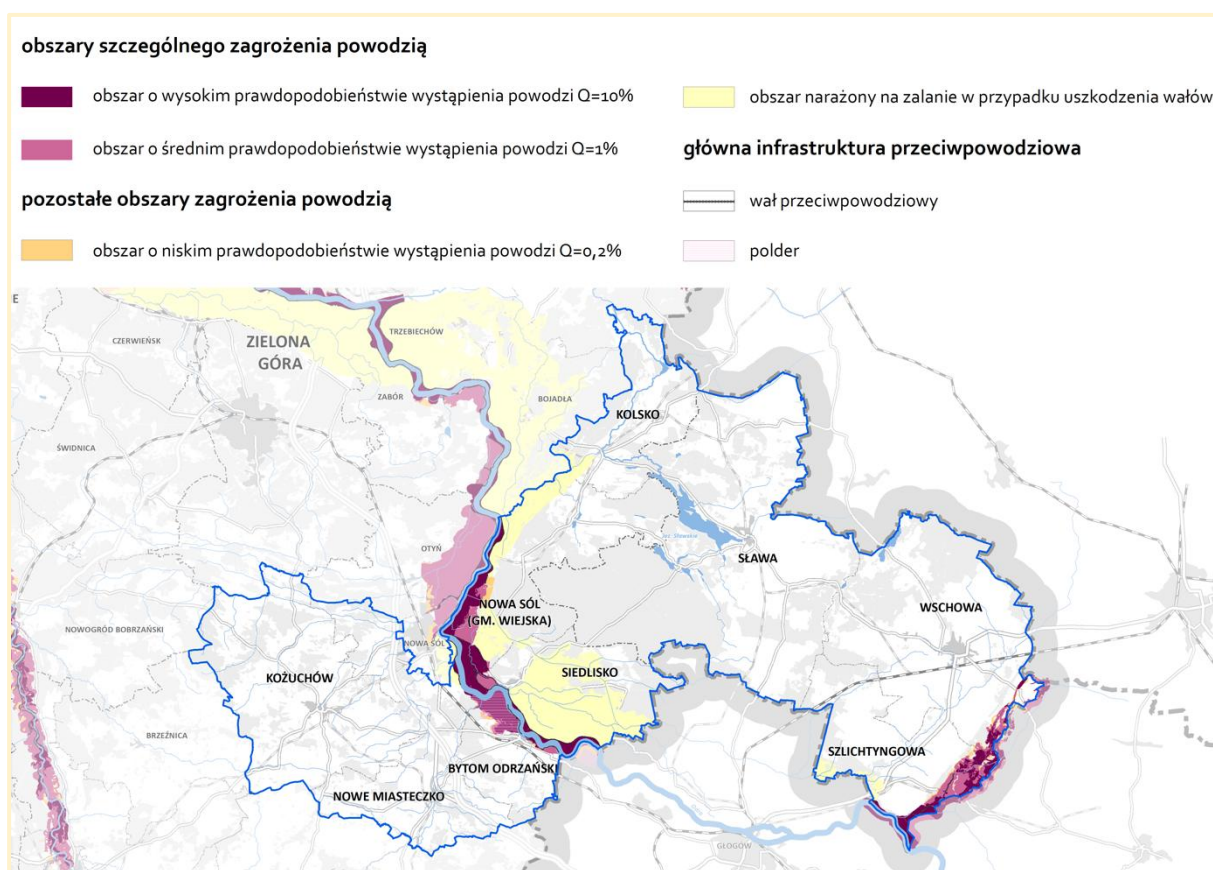 obszary szczególnego zagrożenia powodzią
obszar o wysokim prawdopodobieństwie wystąpienia powodzi Q=10%
obszar o średnim prawdopodobieństwie wystąpienia powodzi Q=1%
pozostałe obszary zagrożenia powodzią
obszar o niskim prawdopodobieństwie wystąpienia powodzi Q=0,2%
obszar narażony na zalanie w przypadku uszkodzenia wałów
główna infrastruktura przeciwpowodziowa
wał przeciwpowodziowy
polder
IE
CZERWIEŃSK
ZIELONA
GÓRA
TRZEBIECHÓW
ZABÓR
BOJADŁA
KOLSKO
ŚWIDNICA
OTYŃ
SŁAWA
NOWA SÓL
(GM. WIEJSKA)
WSCHOWA
NOWOGRÓD BOBRZAŃSKI
NOWA SÓL
KOŻUCHÓW
SIEDLISKO
BRZEŹNICA
SZLICHTYNGOWA
BYTOM ODRZAŃSKI
NOWE MIASTECZKO
GŁOGÓW